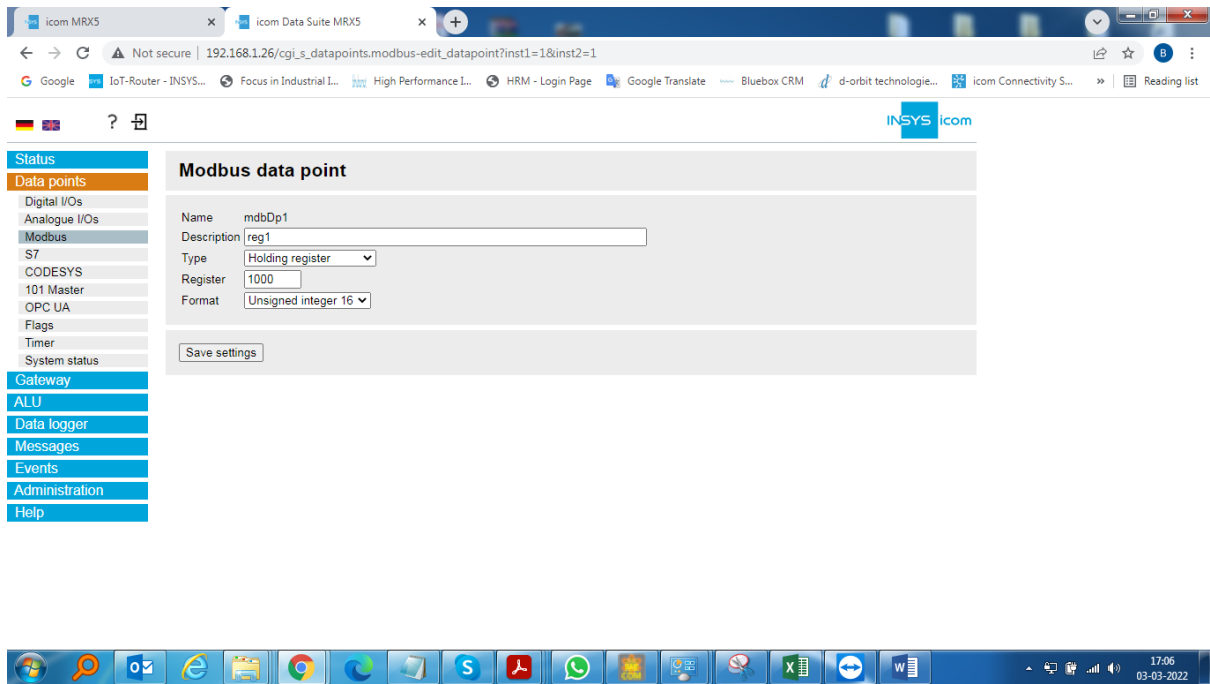 icom MRX5
icom Data Suite MRX5
Not secure | 192.168.1.26/cgi_s_datapoints.modbus-edit_datapoint?inst1=1&inst2=1
B
Google
IoT-Router - INSYS...
Focus in Industrial I...
High Performance I...
HRM - Login Page
Google Translate
Bluebox CRM
d-orbit technologie...
icom Connectivity S...
»
Reading list
?
INSYS icom
Status
Data points
Digital I/Os
Analogue I/Os
Modbus
S7
CODESYS
101 Master
OPC UA
Flags
Timer
System status
Gateway
ALU
Data logger
Messages
Events
Administration
Help
Modbus data point
Name mdbDp1
Description reg1
Type Holding register
Register 1000
Format Unsigned integer 16
Save settings
17:06
03-03-2022